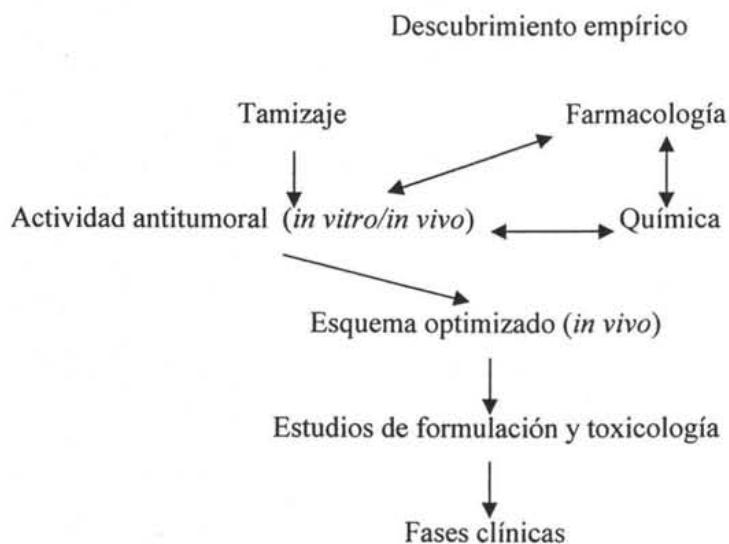 Descubrimiento empírico
Tamizaje Farmacología
Actividad antitumoral (in vitro/in vivo) Química
Esquema optimizado (in vivo)
Estudios de formulación y toxicología
Fases clínicas